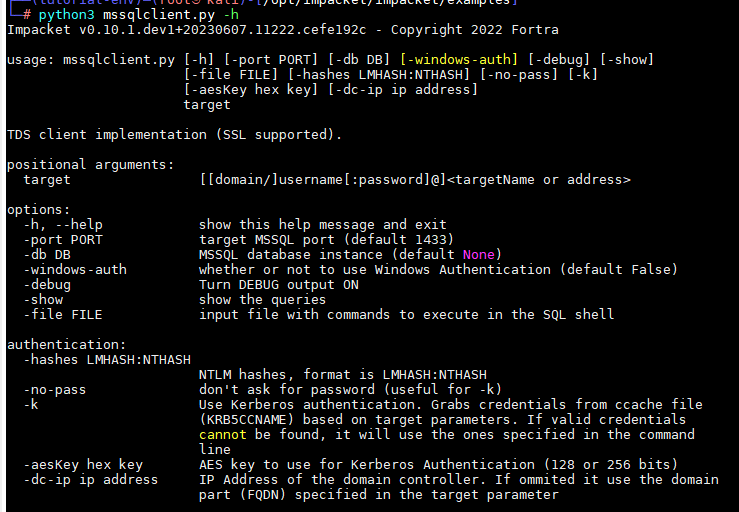 (tutorial-env)-(root㉿kali)-[/opt/impacket/impacket/examples]
# python3 mssqlclient.py -h
Impacket v0.10.1.dev1+20230607.11222.cefe192c - Copyright 2022 Fortra
usage: mssqlclient.py [-h] [-port PORT] [-db DB] [-windows-auth] [-debug] [-show]
[-file FILE] [-hashes LMHASH:NTHASH] [-no-pass] [-k]
[-aesKey hex key] [-dc-ip ip address]
target
TDS client implementation (SSL supported).
positional arguments:
target [[domain/]username[:password]@]<targetName or address>
options:
-h, --help show this help message and exit
-port PORT target MSSQL port (default 1433)
-db DB MSSQL database instance (default None)
-windows-auth whether or not to use Windows Authentication (default False)
-debug Turn DEBUG output ON
-show show the queries
-file FILE input file with commands to execute in the SQL shell
authentication:
-hashes LMHASH:NTHASH
NTLM hashes, format is LMHASH:NTHASH
-no-pass don't ask for password (useful for -k)
-k Use Kerberos authentication. Grabs credentials from ccache file
(KRB5CCNAME) based on target parameters. If valid credentials
cannot be found, it will use the ones specified in the command
line
-aesKey hex key AES key to use for Kerberos Authentication (128 or 256 bits)
-dc-ip ip address IP Address of the domain controller. If ommited it use the domain
part (FQDN) specified in the target parameter